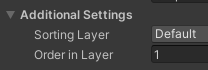 Additional Settings
Sorting Layer Default
Order in Layer 1